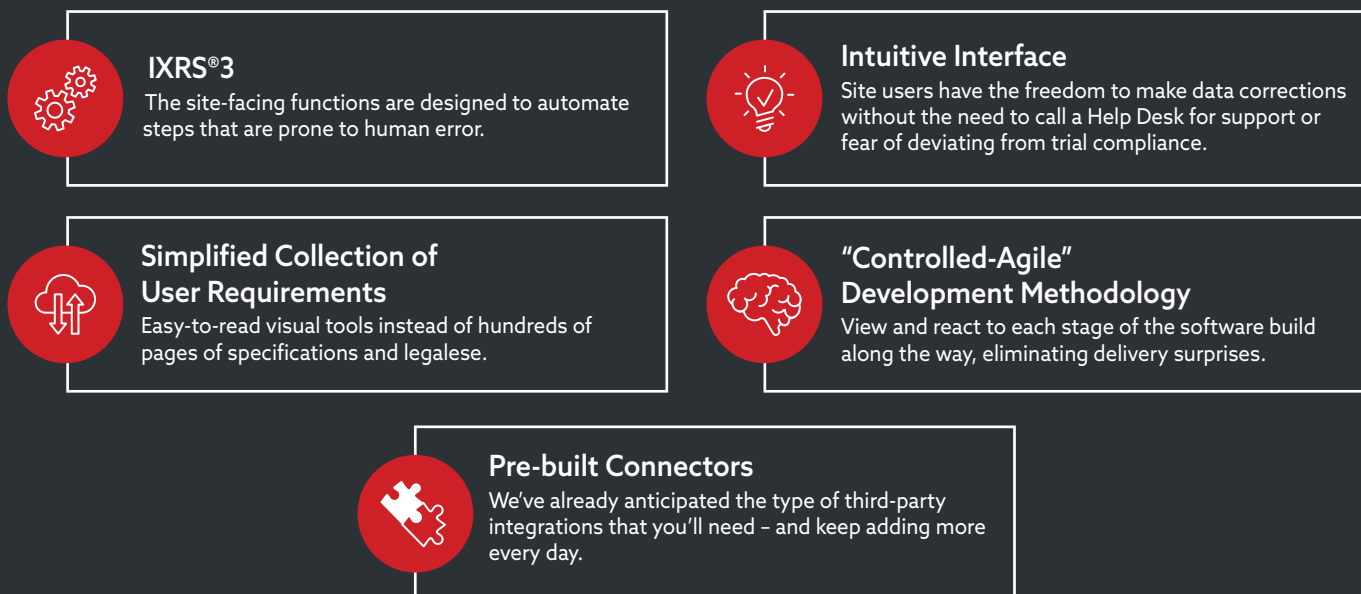 IXRS®3
The site-facing functions are designed to automate
steps that are prone to human error.
Intuitive Interface
Site users have the freedom to make data corrections
without the need to call a Help Desk for support or
fear of deviating from trial compliance.
Simplified Collection of
User Requirements
Easy-to-read visual tools instead of hundreds of
pages of specifications and legalese.
“Controlled-Agile”
Development Methodology
View and react to each stage of the software build
along the way, eliminating delivery surprises.
Pre-built Connectors
We’ve already anticipated the type of third-party
integrations that you’ll need – and keep adding more
every day.